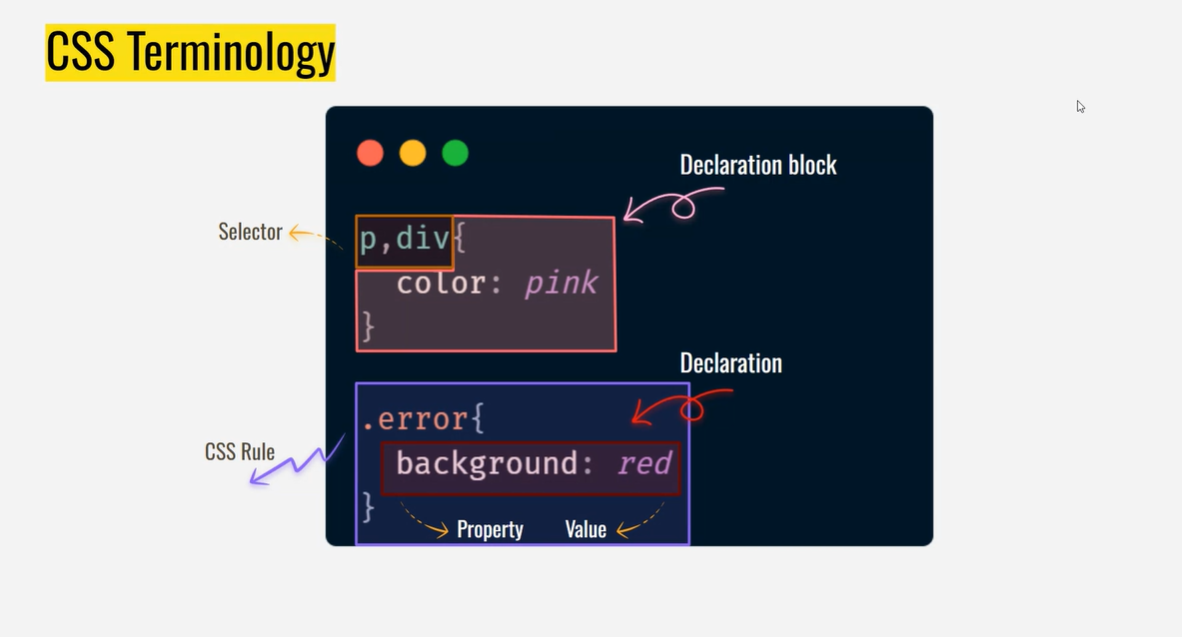 CSS Terminology
Declaration block
Selector
p,div{
color: pink
}
Declaration
.error{
CSS Rule
background: red
}
Property Value